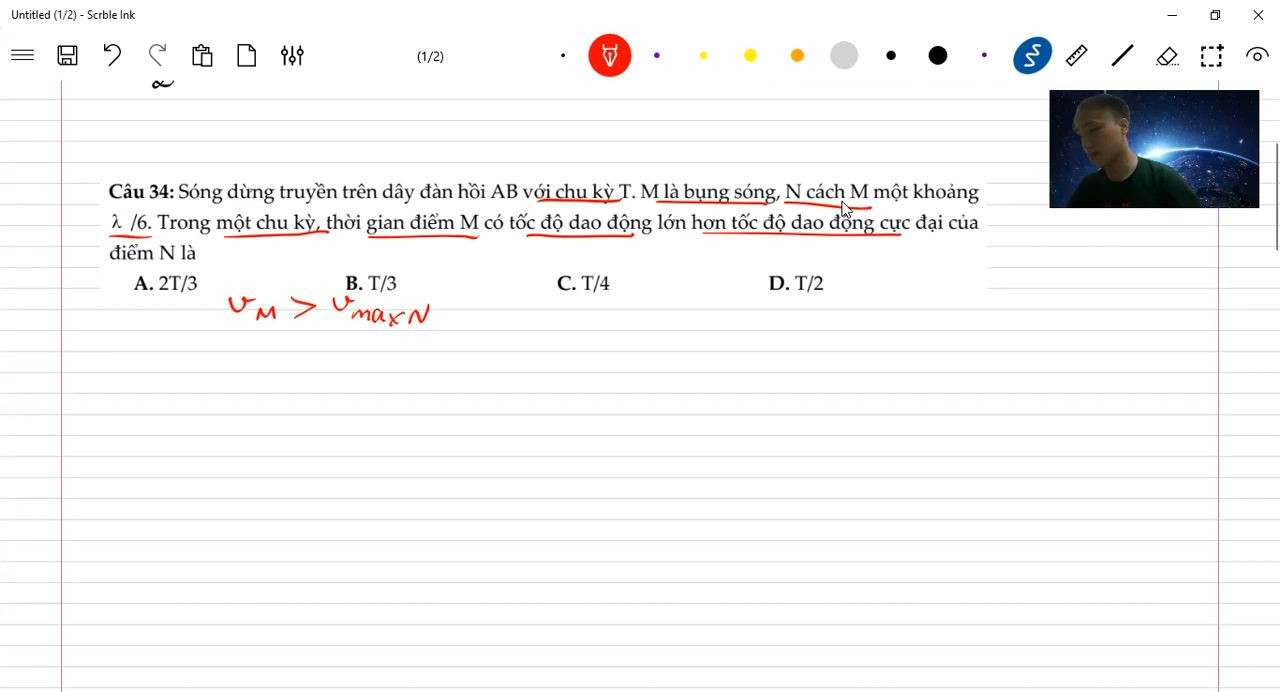 Untitled (1/2) - Scrble Ink
(1/2)
Câu 34: Sóng dừng truyền trên dây đàn hồi AB với chu kỳ T. M là bụng sóng, N cách M một khoảng
λ /6. Trong một chu kỳ, thời gian điểm M có tốc độ dao động lớn hơn tốc độ dao động cực đại của
điểm N là
A. 2T/3 B. T/3 C. T/4 D. T/2
v_M > v_max N